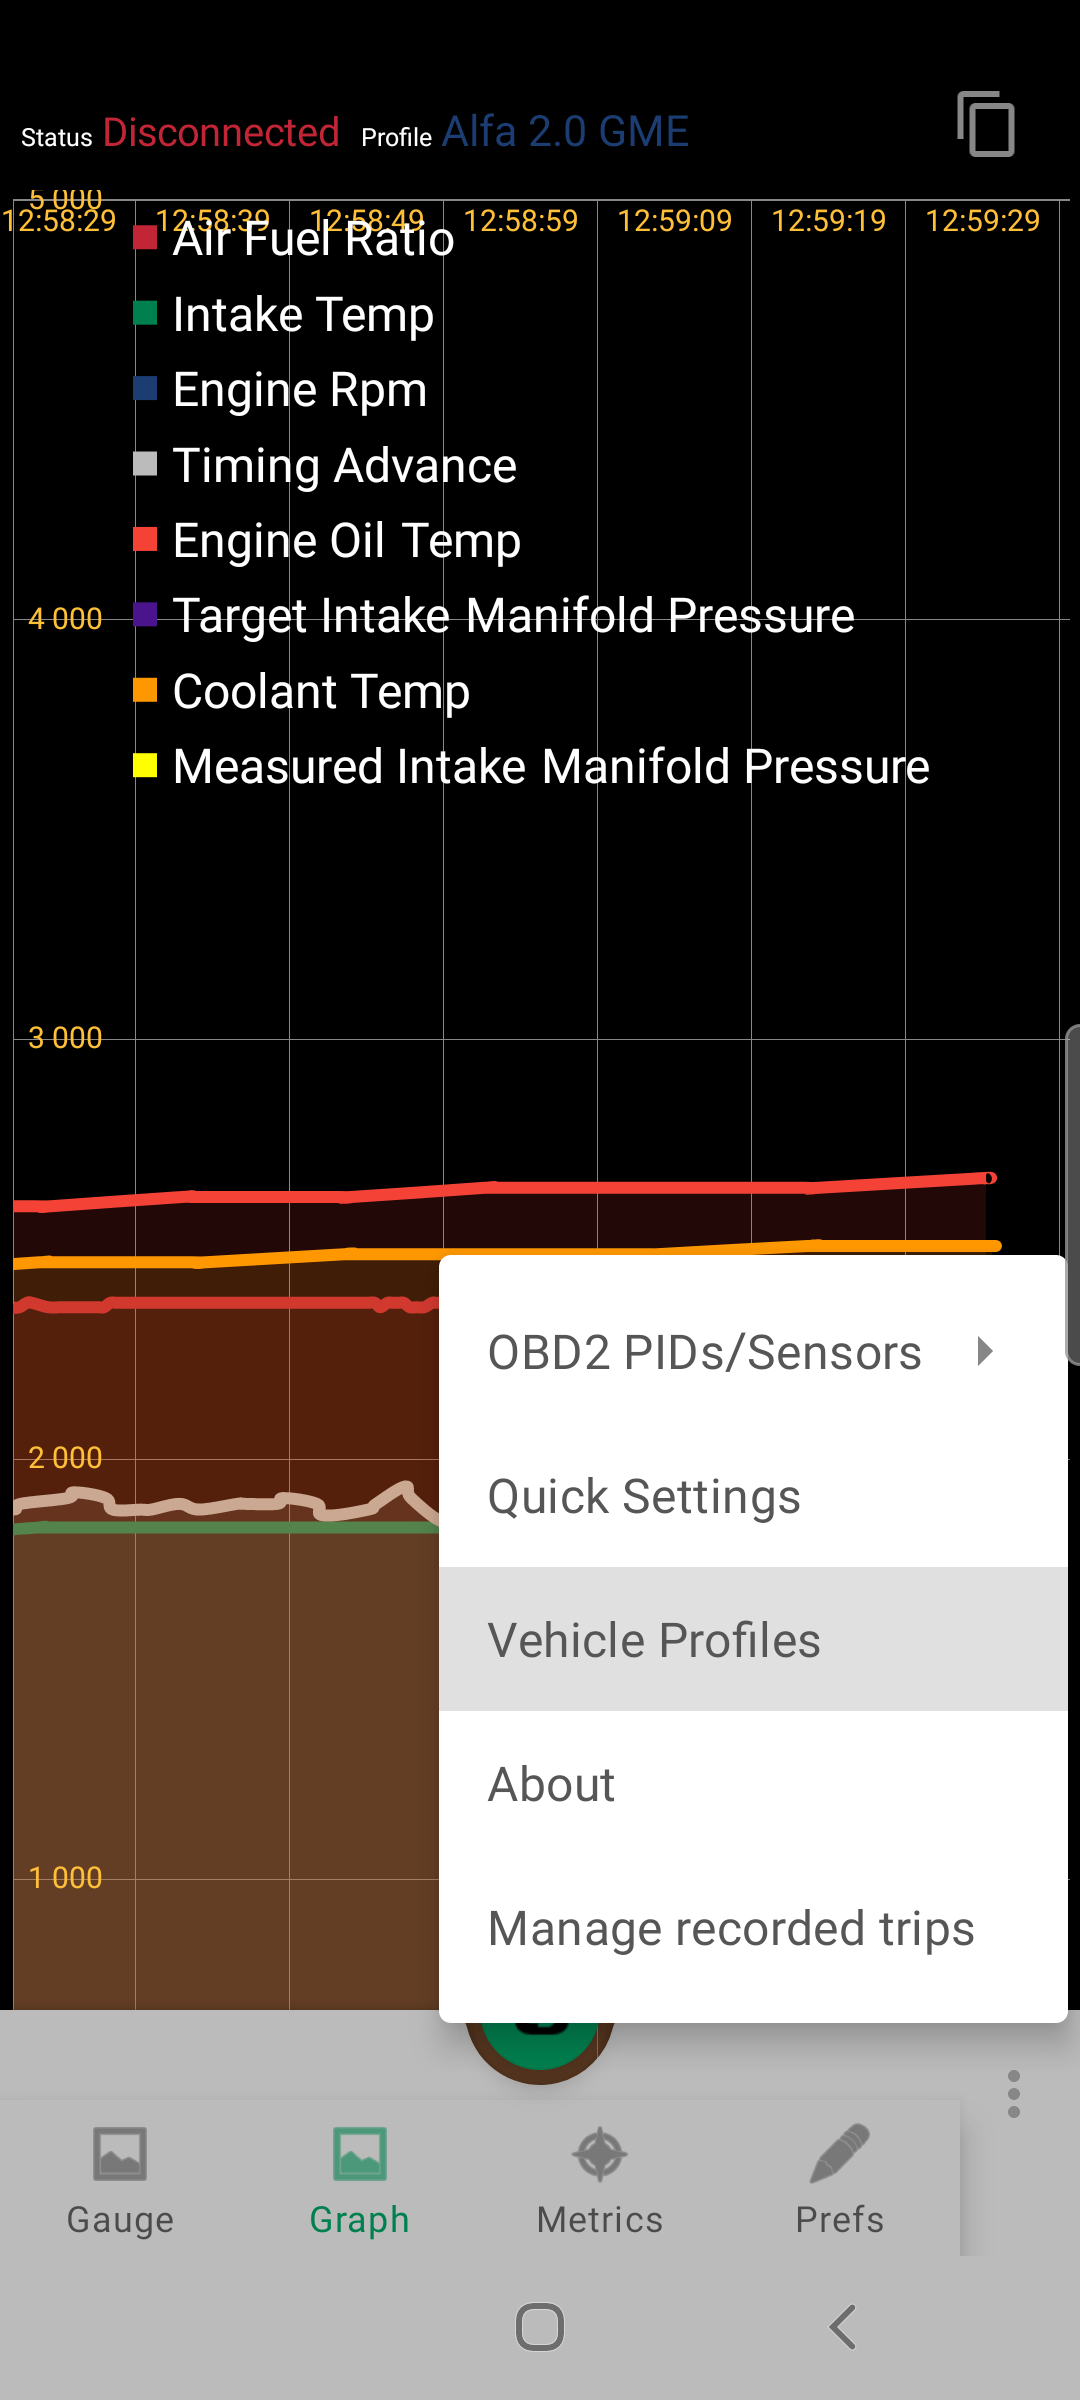 Status Disconnected Profile Alfa 2.0 GME
5 000
12:58:29 12:58:39 12:58:49 12:58:59 12:59:09 12:59:19 12:59:29
Air Fuel Ratio
Intake Temp
Engine Rpm
Timing Advance
Engine Oil Temp
4 000
Target Intake Manifold Pressure
Coolant Temp
Measured Intake Manifold Pressure
3 000
OBD2 PIDs/Sensors
2 000
Quick Settings
Vehicle Profiles
About
1 000
Manage recorded trips
Gauge Graph Metrics Prefs